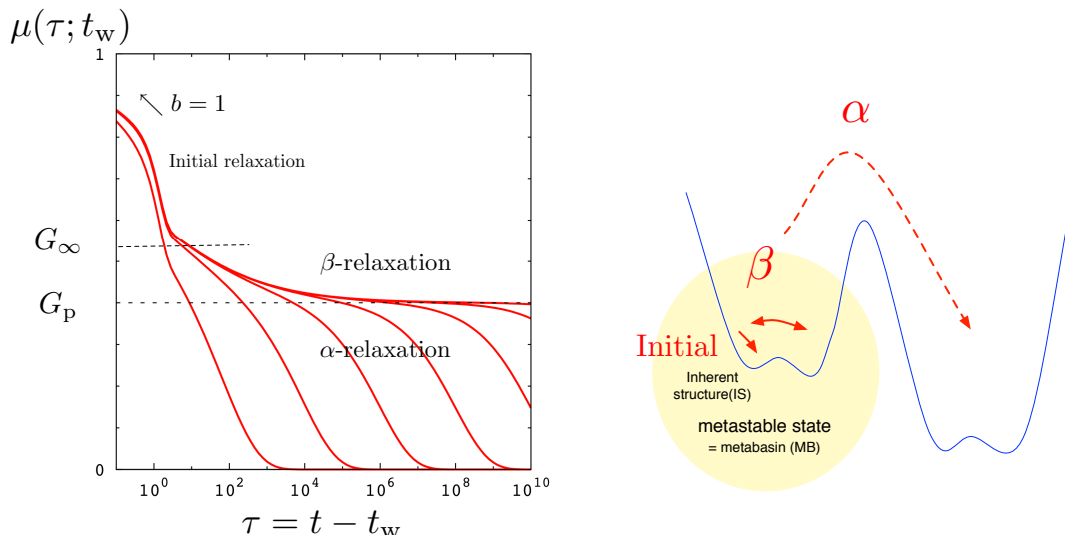 μ(τ; t_w)
1
b = 1
Initial relaxation
G_∞
β-relaxation
G_p
α-relaxation
0
10^0 10^2 10^4 10^6 10^8 10^10
τ = t − t_w
α
β
Initial
Inherent
structure(IS)
metastable state
= metabasin (MB)